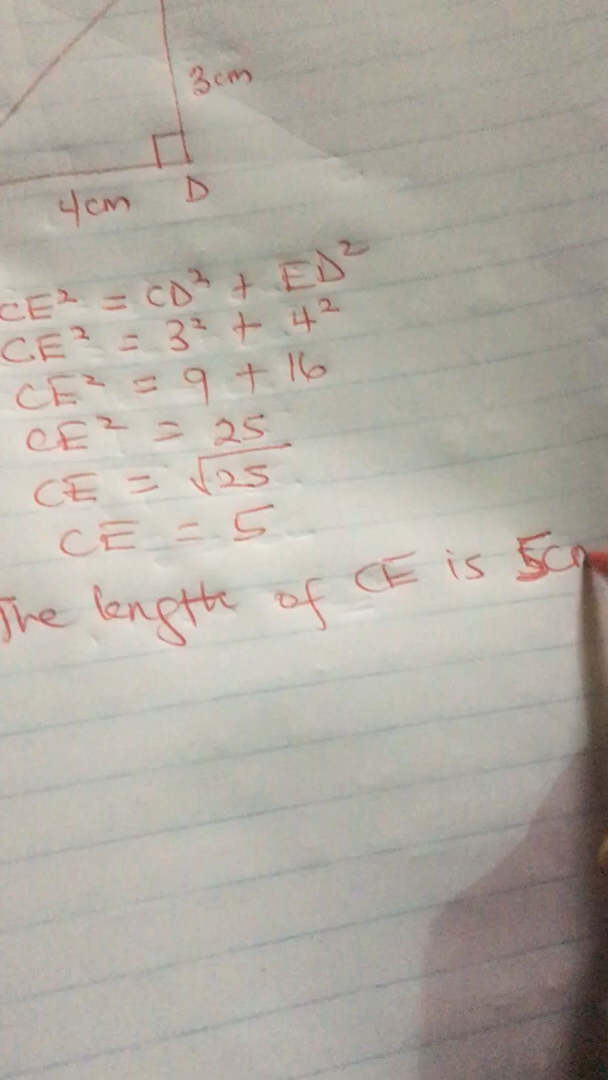 3cm
4cm D
CE² = CD² + ED²
CE² = 3² + 4²
CE² = 9 + 16
CE² = 25
CE = √25
CE = 5
The length of CE is 5cm